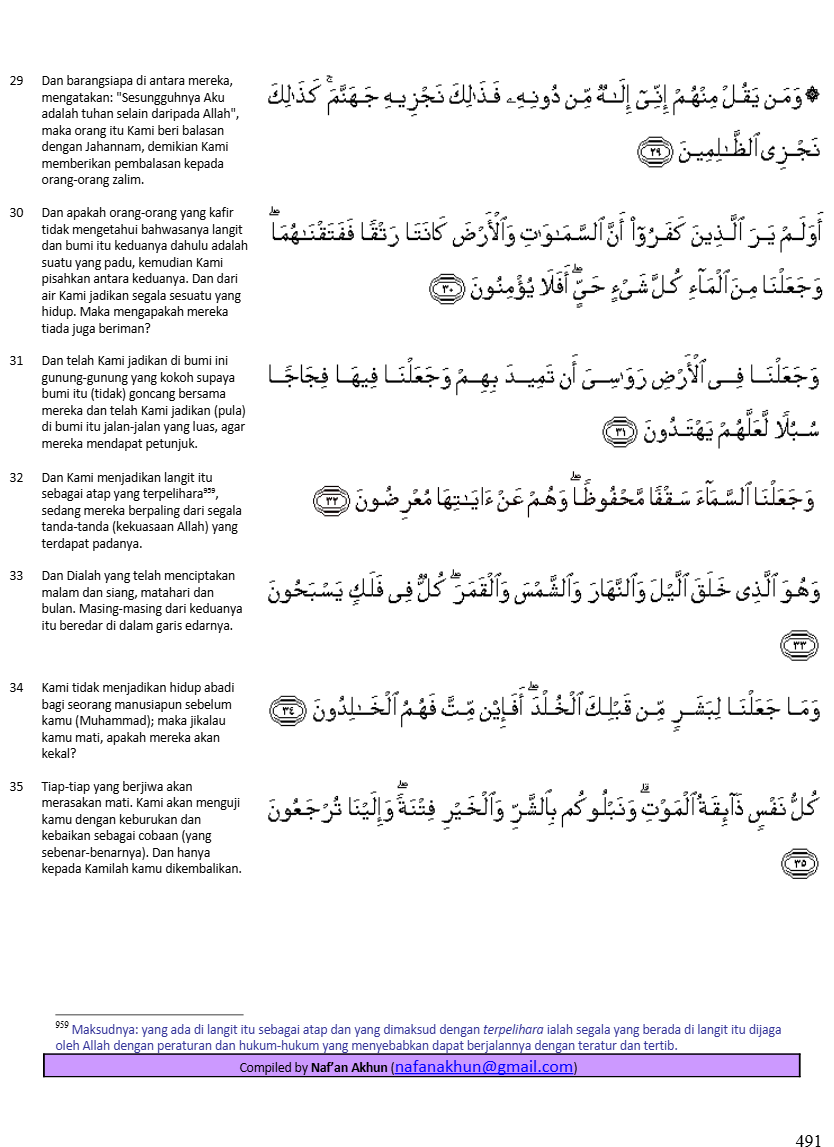 29 Dan barangsiapa di antara mereka,
mengatakan: "Sesungguhnya Aku
adalah tuhan selain daripada Allah",
maka orang itu Kami beri balasan
dengan Jahannam, demikian Kami
memberikan pembalasan kepada
orang-orang zalim.
۞ وَمَن يَقُلْ مِنْهُمْ إِنِّىٓ إِلَـٰهٌ مِّن دُونِهِۦ فَذَٰلِكَ نَجْزِيهِ جَهَنَّمَ ۚ كَذَٰلِكَ
نَجْزِى ٱلظَّـٰلِمِينَ ٢٩
30 Dan apakah orang-orang yang kafir
tidak mengetahui bahwasanya langit
dan bumi itu keduanya dahulu adalah
suatu yang padu, kemudian Kami
pisahkan antara keduanya. Dan dari
air Kami jadikan segala sesuatu yang
hidup. Maka mengapakah mereka
tiada juga beriman?
أَوَلَمْ يَرَ ٱلَّذِينَ كَفَرُوٓا۟ أَنَّ ٱلسَّمَـٰوَٰتِ وَٱلْأَرْضَ كَانَتَا رَتْقًا فَفَتَقْنَـٰهُمَا ۖ
وَجَعَلْنَا مِنَ ٱلْمَآءِ كُلَّ شَىْءٍ حَىٍّ ۖ أَفَلَا يُؤْمِنُونَ ٣٠
31 Dan telah Kami jadikan di bumi ini
gunung-gunung yang kokoh supaya
bumi itu (tidak) goncang bersama
mereka dan telah Kami jadikan (pula)
di bumi itu jalan-jalan yang luas, agar
mereka mendapat petunjuk.
وَجَعَلْنَا فِى ٱلْأَرْضِ رَوَٰسِىَ أَن تَمِيدَ بِهِمْ وَجَعَلْنَا فِيهَا فِجَاجًا
سُبُلًا لَّعَلَّهُمْ يَهْتَدُونَ ٣١
32 Dan Kami menjadikan langit itu
sebagai atap yang terpelihara⁹⁵⁹,
sedang mereka berpaling dari segala
tanda-tanda (kekuasaan Allah) yang
terdapat padanya.
وَجَعَلْنَا ٱلسَّمَآءَ سَقْفًا مَّحْفُوظًا ۖ وَهُمْ عَنْ ءَايَـٰتِهَا مُعْرِضُونَ ٣٢
33 Dan Dialah yang telah menciptakan
malam dan siang, matahari dan
bulan. Masing-masing dari keduanya
itu beredar di dalam garis edarnya.
وَهُوَ ٱلَّذِى خَلَقَ ٱلَّيْلَ وَٱلنَّهَارَ وَٱلشَّمْسَ وَٱلْقَمَرَ ۖ كُلٌّ فِى فَلَكٍ يَسْبَحُونَ
٣٣
34 Kami tidak menjadikan hidup abadi
bagi seorang manusiapun sebelum
kamu (Muhammad); maka jikalau
kamu mati, apakah mereka akan
kekal?
وَمَا جَعَلْنَا لِبَشَرٍ مِّن قَبْلِكَ ٱلْخُلْدَ ۖ أَفَإِي۟ن مِّتَّ فَهُمُ ٱلْخَـٰلِدُونَ ٣٤
35 Tiap-tiap yang berjiwa akan
merasakan mati. Kami akan menguji
kamu dengan keburukan dan
kebaikan sebagai cobaan (yang
sebenar-benarnya). Dan hanya
kepada Kamilah kamu dikembalikan.
كُلُّ نَفْسٍ ذَآئِقَةُ ٱلْمَوْتِ ۗ وَنَبْلُوكُم بِٱلشَّرِّ وَٱلْخَيْرِ فِتْنَةً ۖ وَإِلَيْنَا تُرْجَعُونَ
٣٥
⁹⁵⁹ Maksudnya: yang ada di langit itu sebagai atap dan yang dimaksud dengan terpelihara ialah segala yang berada di langit itu dijaga
oleh Allah dengan peraturan dan hukum-hukum yang menyebabkan dapat berjalannya dengan teratur dan tertib.
Compiled by Naf’an Akhun (nafanakhun@gmail.com)
491